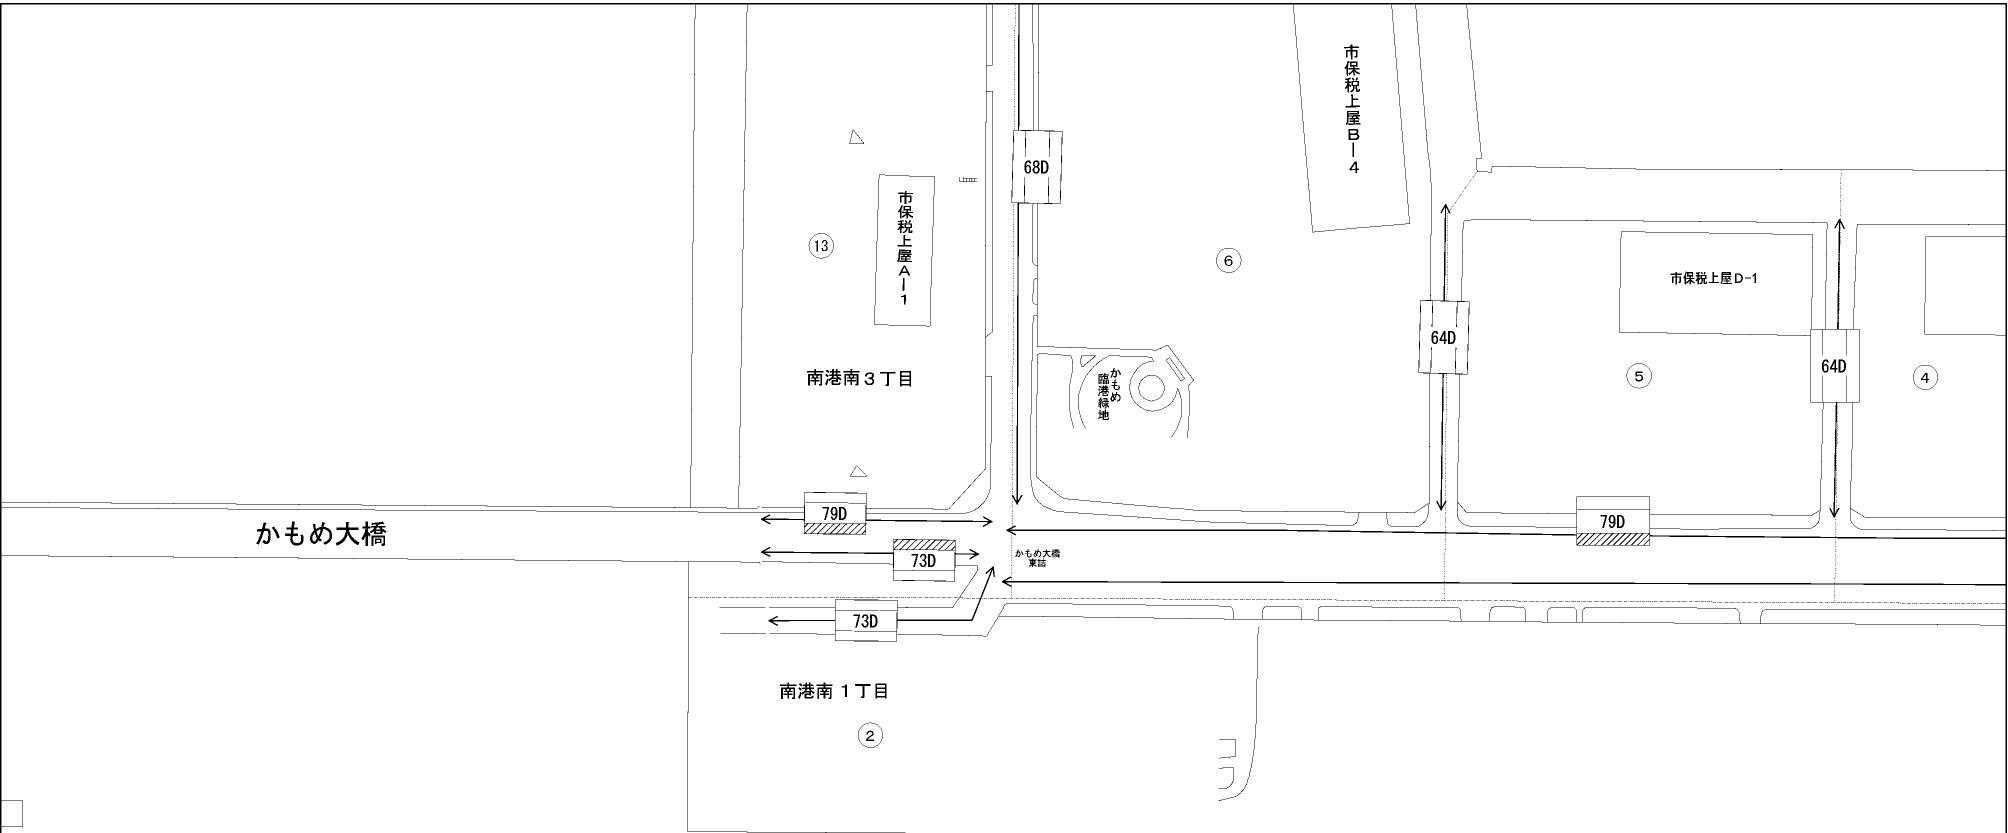 市保税上屋Ｂ－４
68D
市保税上屋Ａ－１
13
6
市保税上屋Ｄ-1
64D
64D
南港南３丁目
かもめ
臨港緑地
5
4
79D
79D
かもめ大橋
73D
かもめ大橋
東詰
73D
南港南１丁目
2